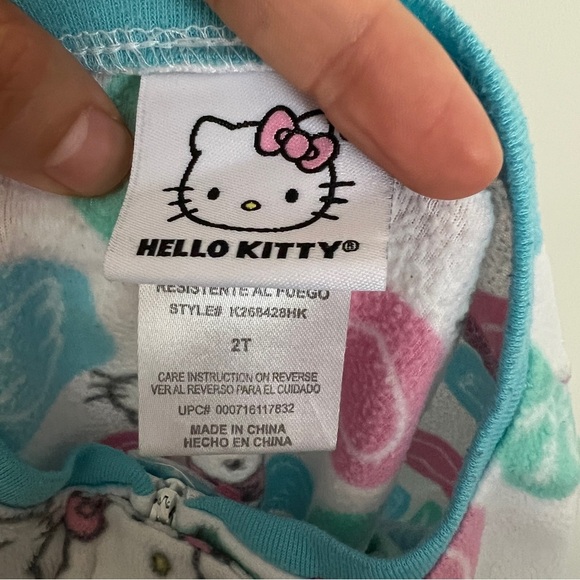 HELLO KITTY®
RESISTENTE AL FUEGO
STYLE# K268428HK
2T
CARE INSTRUCTION ON REVERSE
VER AL REVERSO PARA EL CUIDADO
UPC# 000716117832
MADE IN CHINA
HECHO EN CHINA